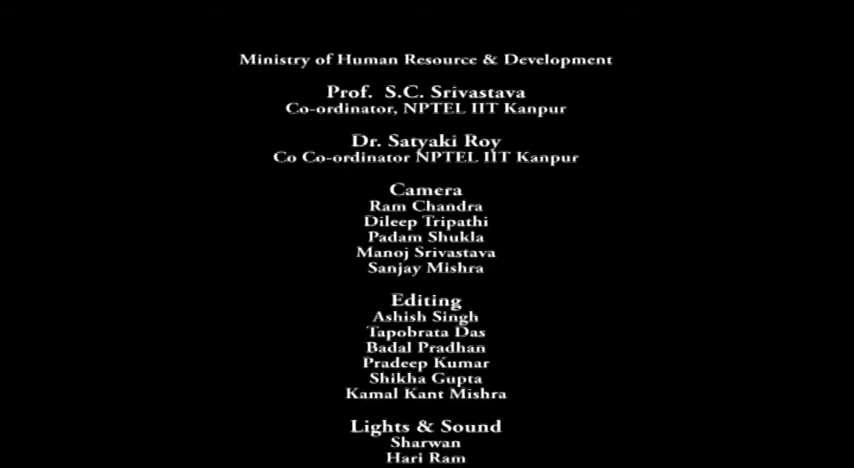 Ministry of Human Resource & Development
Prof. S.C. Srivastava
Co-ordinator, NPTEL IIT Kanpur
Dr. Satyaki Roy
Co Co-ordinator NPTEL IIT Kanpur
Camera
Ram Chandra
Dileep Tripathi
Padam Shukla
Manoj Srivastava
Sanjay Mishra
Editing
Ashish Singh
Tapobrata Das
Badal Pradhan
Pradeep Kumar
Shikha Gupta
Kamal Kant Mishra
Lights & Sound
Sharwan
Hari Ram